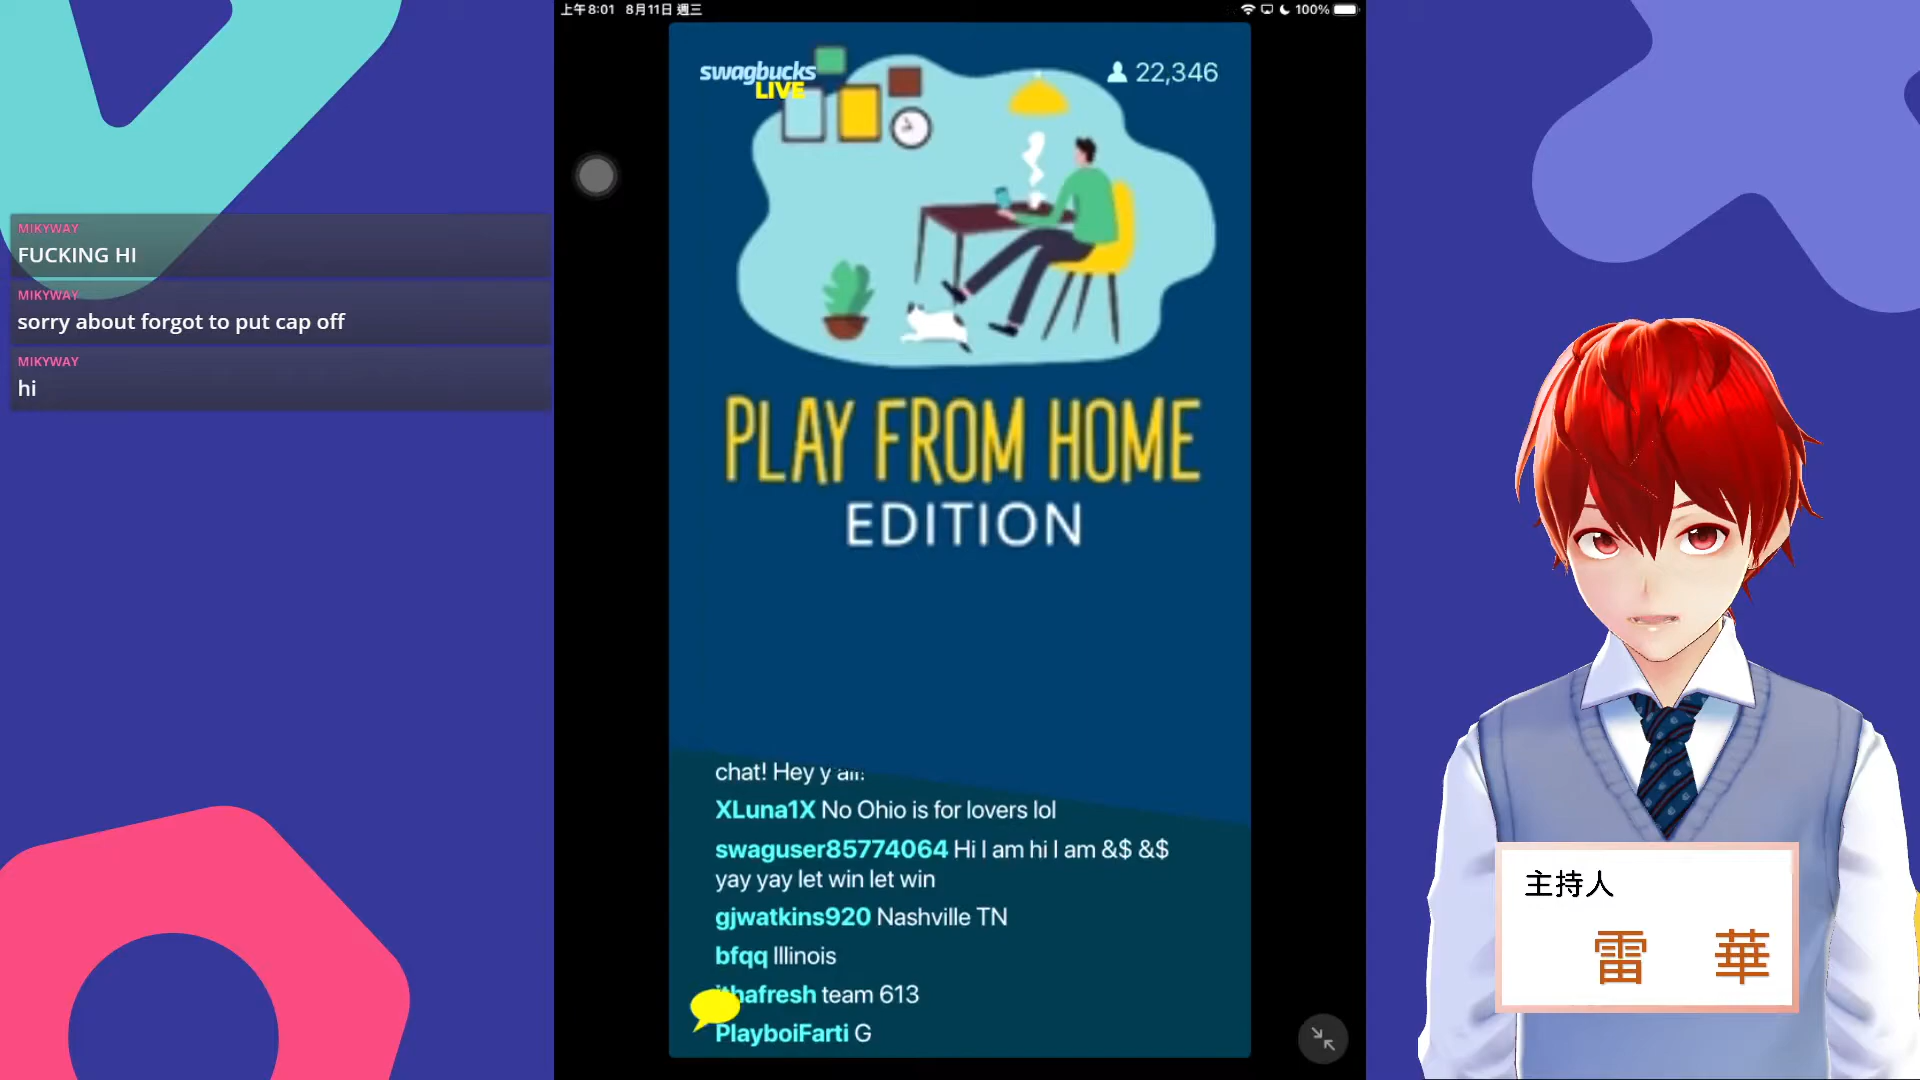 上午8:01 8月11日 週三
100%
MIKYWAY
FUCKING HI
MIKYWAY
sorry about forgot to put cap off
MIKYWAY
hi
swagbucks
LIVE
22,346
PLAY FROM HOME
EDITION
chat! Hey y'all!
XLuna1X No Ohio is for lovers lol
swaguser85774064 Hi I am hi I am &$ &$
yay yay let win let win
gjwatkins920 Nashville TN
bfqq Illinois
ithafresh team 613
PlayboiFarti G
主持人
雷 華